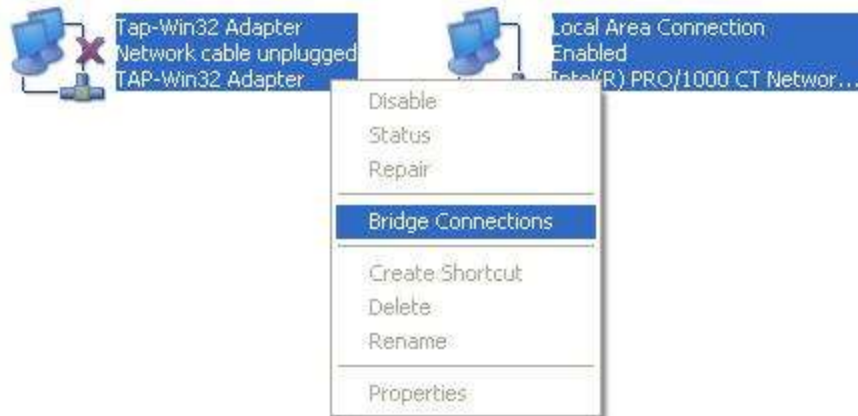 Tap-Win32 Adapter
Network cable unplugged
TAP-Win32 Adapter
Local Area Connection
Enabled
Intel(R) PRO/1000 CT Networ...
Disable
Status
Repair
Bridge Connections
Create Shortcut
Delete
Rename
Properties